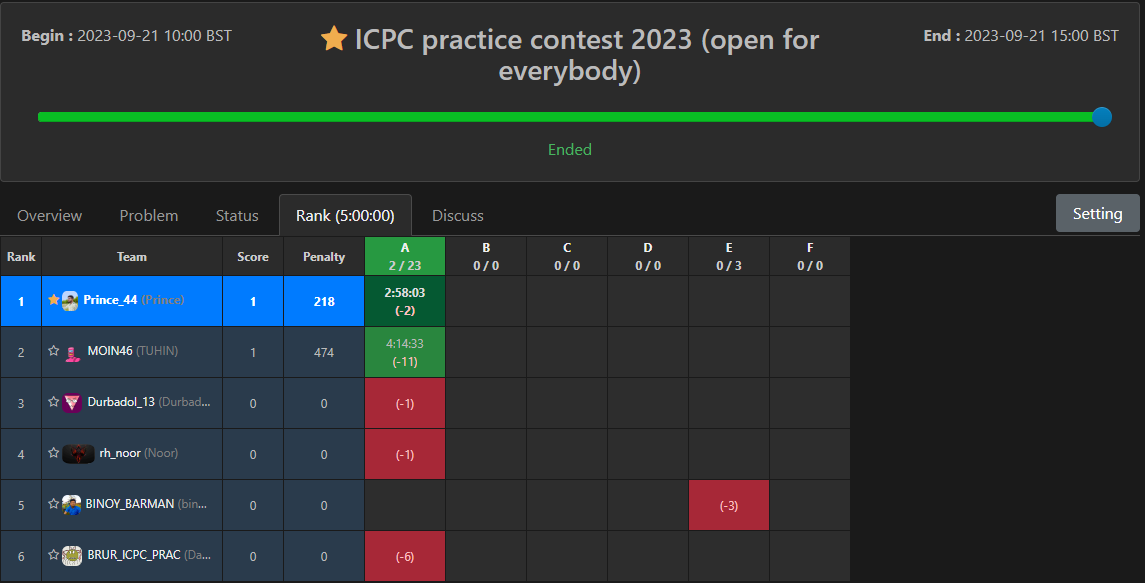 Begin : 2023-09-21 10:00 BST
ICPC practice contest 2023 (open for
everybody)
End : 2023-09-21 15:00 BST
Ended
Overview Problem Status Rank (5:00:00) Discuss Setting
Rank Team Score Penalty A B C D E F
2 / 23 0 / 0 0 / 0 0 / 0 0 / 3 0 / 0
1 Prince_44 (Prince) 1 218 2:58:03
(-2)
2 MOIN46 (TUHIN) 1 474 4:14:33
(-11)
3 Durbadol_13 (Durbad... 0 0 (-1)
4 rh_noor (Noor) 0 0 (-1)
5 BINOY_BARMAN (bin... 0 0 (-3)
6 BRUR_ICPC_PRAC (Da... 0 0 (-6)